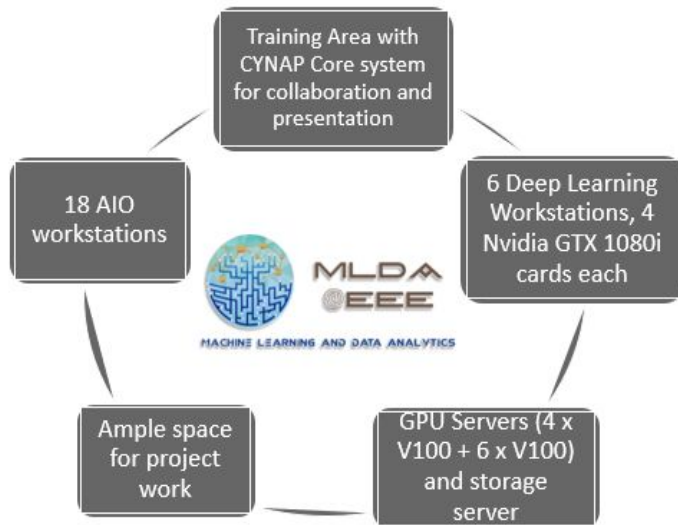 Training Area with
CYNAP Core system
for collaboration and
presentation
6 Deep Learning
Workstations, 4
Nvidia GTX 1080i
cards each
GPU Servers (4 x
V100 + 6 x V100)
and storage
server
Ample space
for project
work
18 AIO
workstations
MLDA
@EEE
MACHINE LEARNING AND DATA ANALYTICS